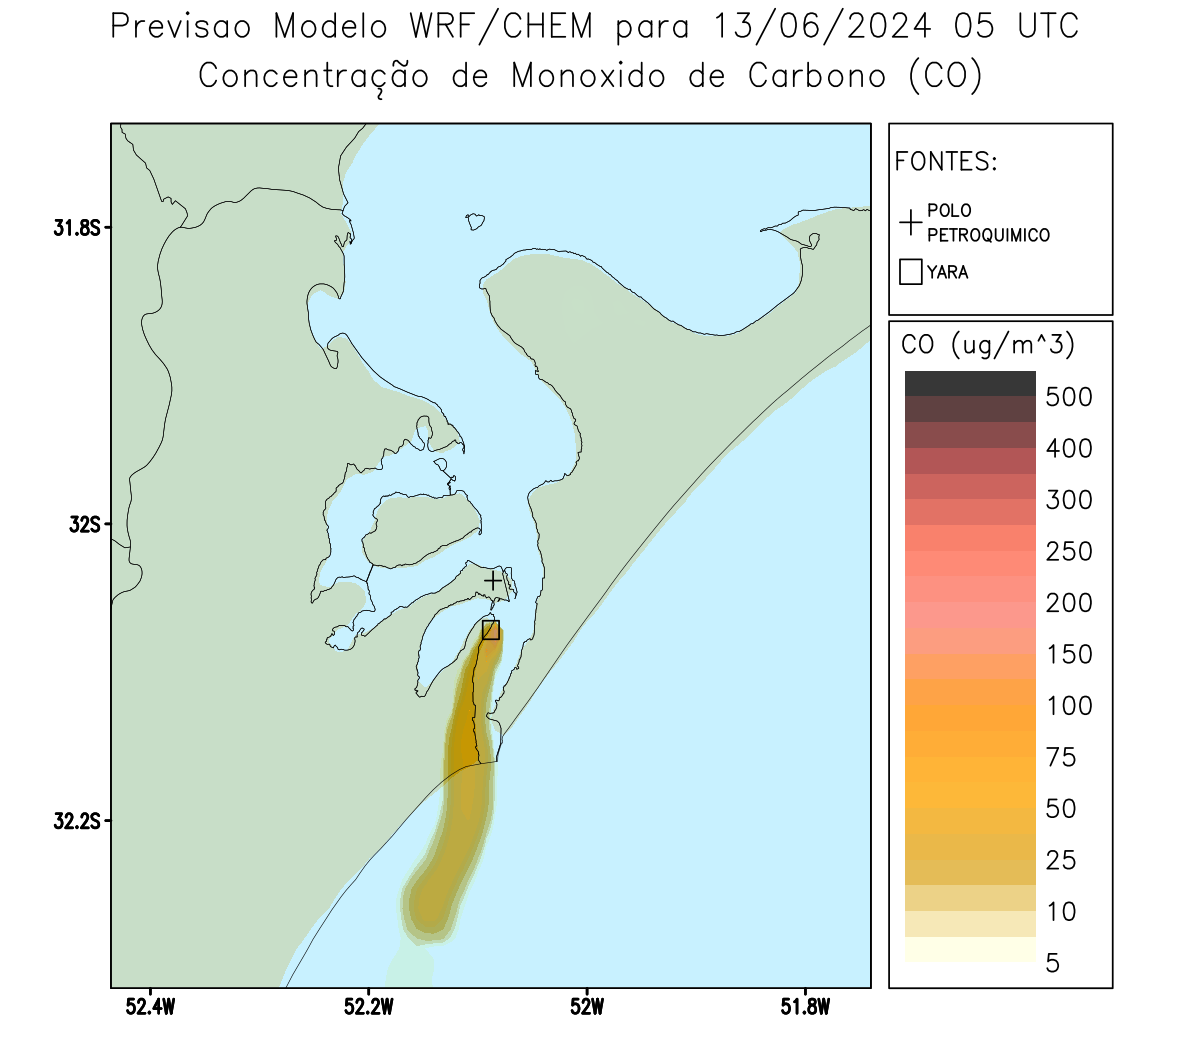 Previsao Modelo WRF/CHEM para 13/06/2024 05 UTC
Concentração de Monoxido de Carbono (CO)
FONTES:
POLO
PETROQUIMICO
YARA
CO (ug/m^3)
500
400
300
250
200
150
100
75
50
25
10
5
31.8S
32S
32.2S
52.4W
52.2W
52W
51.8W